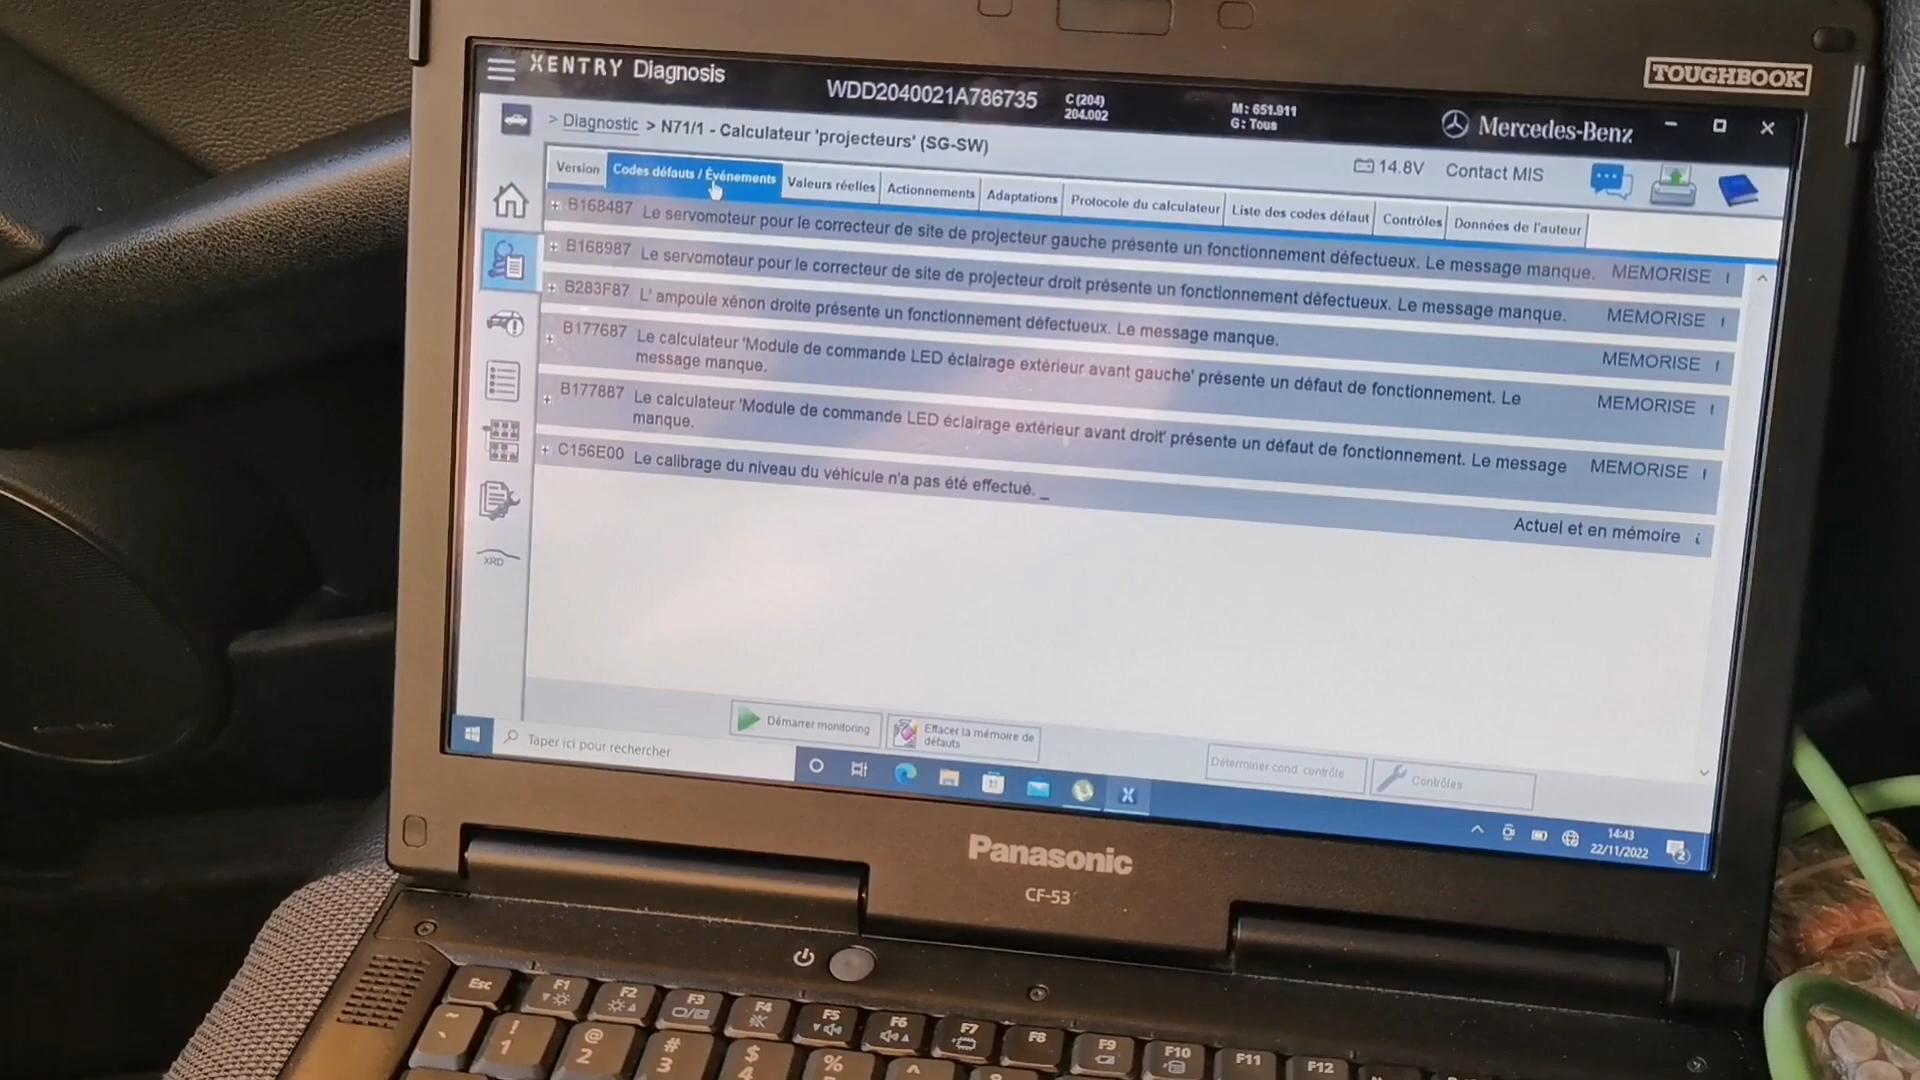 TOUGHBOOK
XENTRY Diagnosis
WDD2040021A786735
C (204)
204.002
M: 651.911
G: Tous
Mercedes-Benz
> Diagnostic > N71/1 - Calculateur 'projecteurs' (SG-SW)
14.8V
Contact MIS
Version
Codes défauts / Événements
Valeurs réelles
Actionnements
Adaptations
Protocole du calculateur
Liste des codes défaut
Contrôles
Données de l'auteur
B168487 Le servomoteur pour le correcteur de site de projecteur gauche présente un fonctionnement défectueux. Le message manque. MEMORISE !
B168987 Le servomoteur pour le correcteur de site de projecteur droit présente un fonctionnement défectueux. Le message manque. MEMORISE !
B283F87 L' ampoule xénon droite présente un fonctionnement défectueux. Le message manque. MEMORISE !
B177687 Le calculateur 'Module de commande LED éclairage extérieur avant gauche' présente un défaut de fonctionnement. Le MEMORISE !
message manque.
B177887 Le calculateur 'Module de commande LED éclairage extérieur avant droit' présente un défaut de fonctionnement. Le message MEMORISE !
manque.
C156E00 Le calibrage du niveau du véhicule n'a pas été effectué. _
Actuel et en mémoire i
XRD
Démarrer monitoring
Effacer la mémoire de
défauts
Déterminer cond. contrôle
Contrôles
Taper ici pour rechercher
14:43
22/11/2022
2
Panasonic
CF-53
Esc
F1
F2
F3
F4
F5
F6
F7
F8
F9
F10
F11
F12
~
!
1
@
2
#
3
$
4
%
^